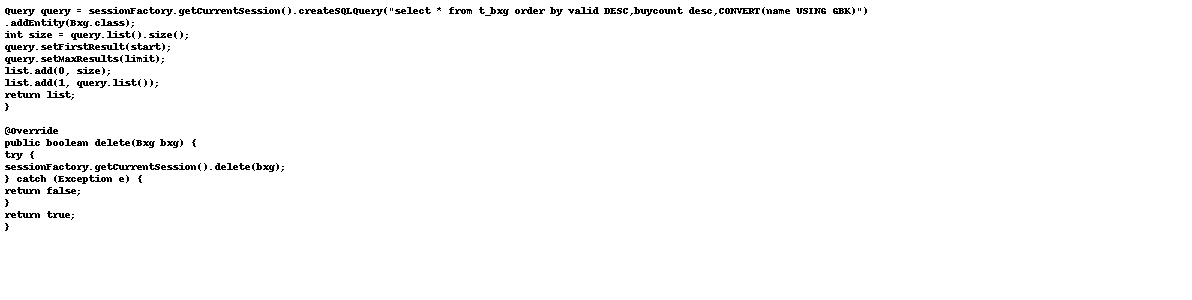 Query query = sessionFactory.getCurrentSession().createSQLQuery("select * from t_bxg order by valid DESC,buycount desc,CONVERT(name USING GBK)")
.addEntity(Bxg.class);
int size = query.list().size();
query.setFirstResult(start);
query.setMaxResults(limit);
list.add(0, size);
list.add(1, query.list());
return list;
}

@Override
public boolean delete(Bxg bxg) {
try {
sessionFactory.getCurrentSession().delete(bxg);
} catch (Exception e) {
return false;
}
return true;
}